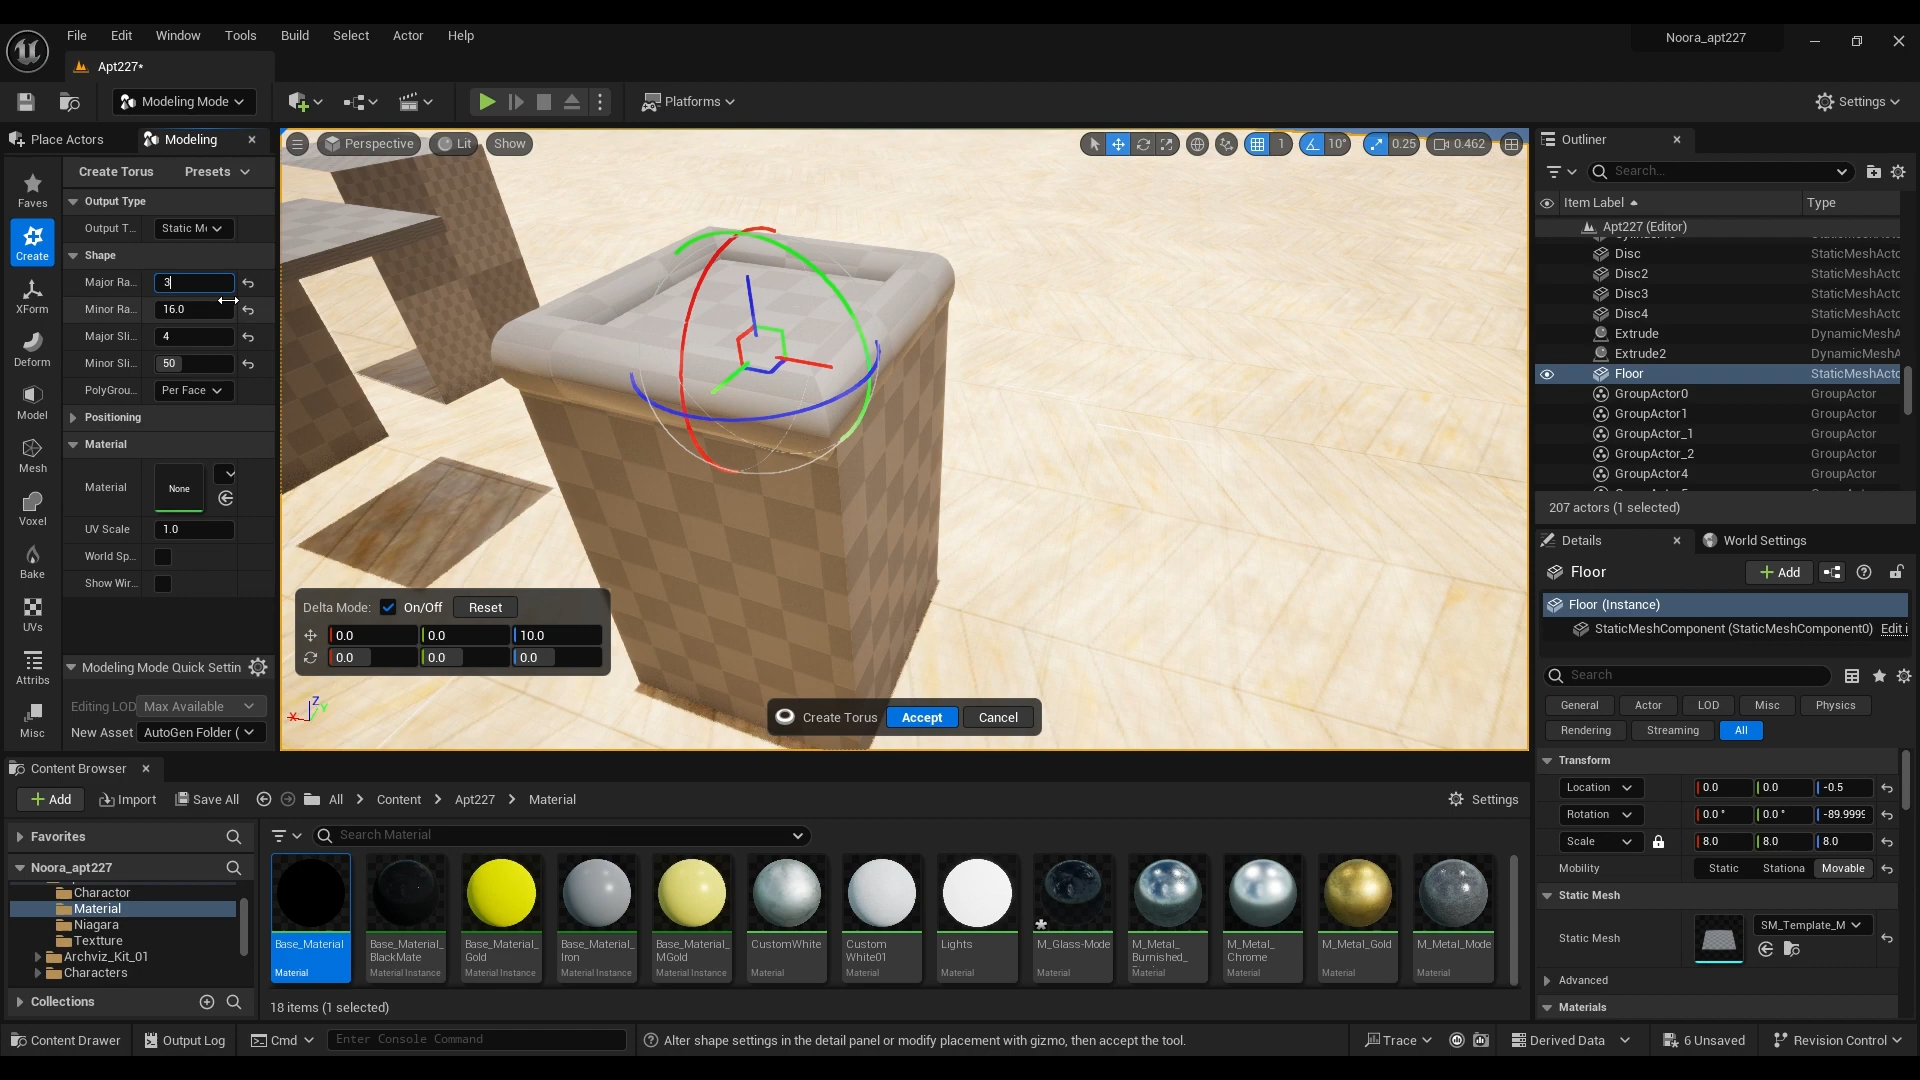 File Edit Window Tools Build Select Actor Help
Noora_apt227
Apt227*
Modeling Mode
Platforms
Settings
Place Actors
Modeling
Perspective
Lit
Show
1
10°
0.25
0.462
Outliner
Create Torus
Presets
Search...
Faves
Output Type
Item Label
Type
Output T...
Static M
Apt227 (Editor)
Create
Shape
Disc
StaticMeshActo
Major Ra...
3
Disc2
StaticMeshActo
XForm
Minor Ra...
16.0
Disc3
StaticMeshActo
Major Sli...
4
Disc4
StaticMeshActo
Deform
Minor Sli...
50
Extrude
DynamicMeshA
Extrude2
DynamicMeshA
PolyGrou...
Per Face
Floor
StaticMeshActo
Model
Positioning
GroupActor0
GroupActor
GroupActor1
GroupActor
Material
GroupActor_1
GroupActor
Mesh
GroupActor_2
GroupActor
Material
None
GroupActor4
GroupActor
Voxel
207 actors (1 selected)
UV Scale
1.0
World Sp...
Details
World Settings
Bake
Show Wir...
Floor
Add
Delta Mode:
On/Off
Reset
Floor (Instance)
UVs
0.0
0.0
10.0
StaticMeshComponent (StaticMeshComponent0)
Edit i
0.0
0.0
0.0
Modeling Mode Quick Settin
Search
Attribs
Editing LOD
Max Available
General
Actor
LOD
Misc
Physics
Create Torus
Accept
Cancel
Misc
New Asset
AutoGen Folder (
Rendering
Streaming
All
Z
X
Y
Content Browser
Transform
Add
Import
Save All
All
Content
Apt227
Material
Settings
Location
0.0
0.0
-0.5
Rotation
0.0 °
0.0 °
-89.9999
Favorites
Search Material
Scale
8.0
8.0
8.0
Noora_apt227
Mobility
Static
Stationa
Movable
Charactor
Static Mesh
Material
Niagara
Textture
Archviz_Kit_01
Characters
Static Mesh
SM_Template_M
Base_Material
Material
Base_Material_
BlackMate
Material Instance
Base_Material_
Gold
Material Instance
Base_Material_
Iron
Material Instance
Base_Material_
MGold
Material Instance
CustomWhite
Material
Custom
White01
Material
Lights
Material
M_Glass-Mode
Material
M_Metal_
Burnished_
Material
M_Metal_
Chrome
Material
M_Metal_Gold
Material
M_Metal_Mode
Material
Advanced
Collections
18 items (1 selected)
Materials
Content Drawer
Output Log
Cmd
Enter Console Command
Alter shape settings in the detail panel or modify placement with gizmo, then accept the tool.
Trace
Derived Data
6 Unsaved
Revision Control